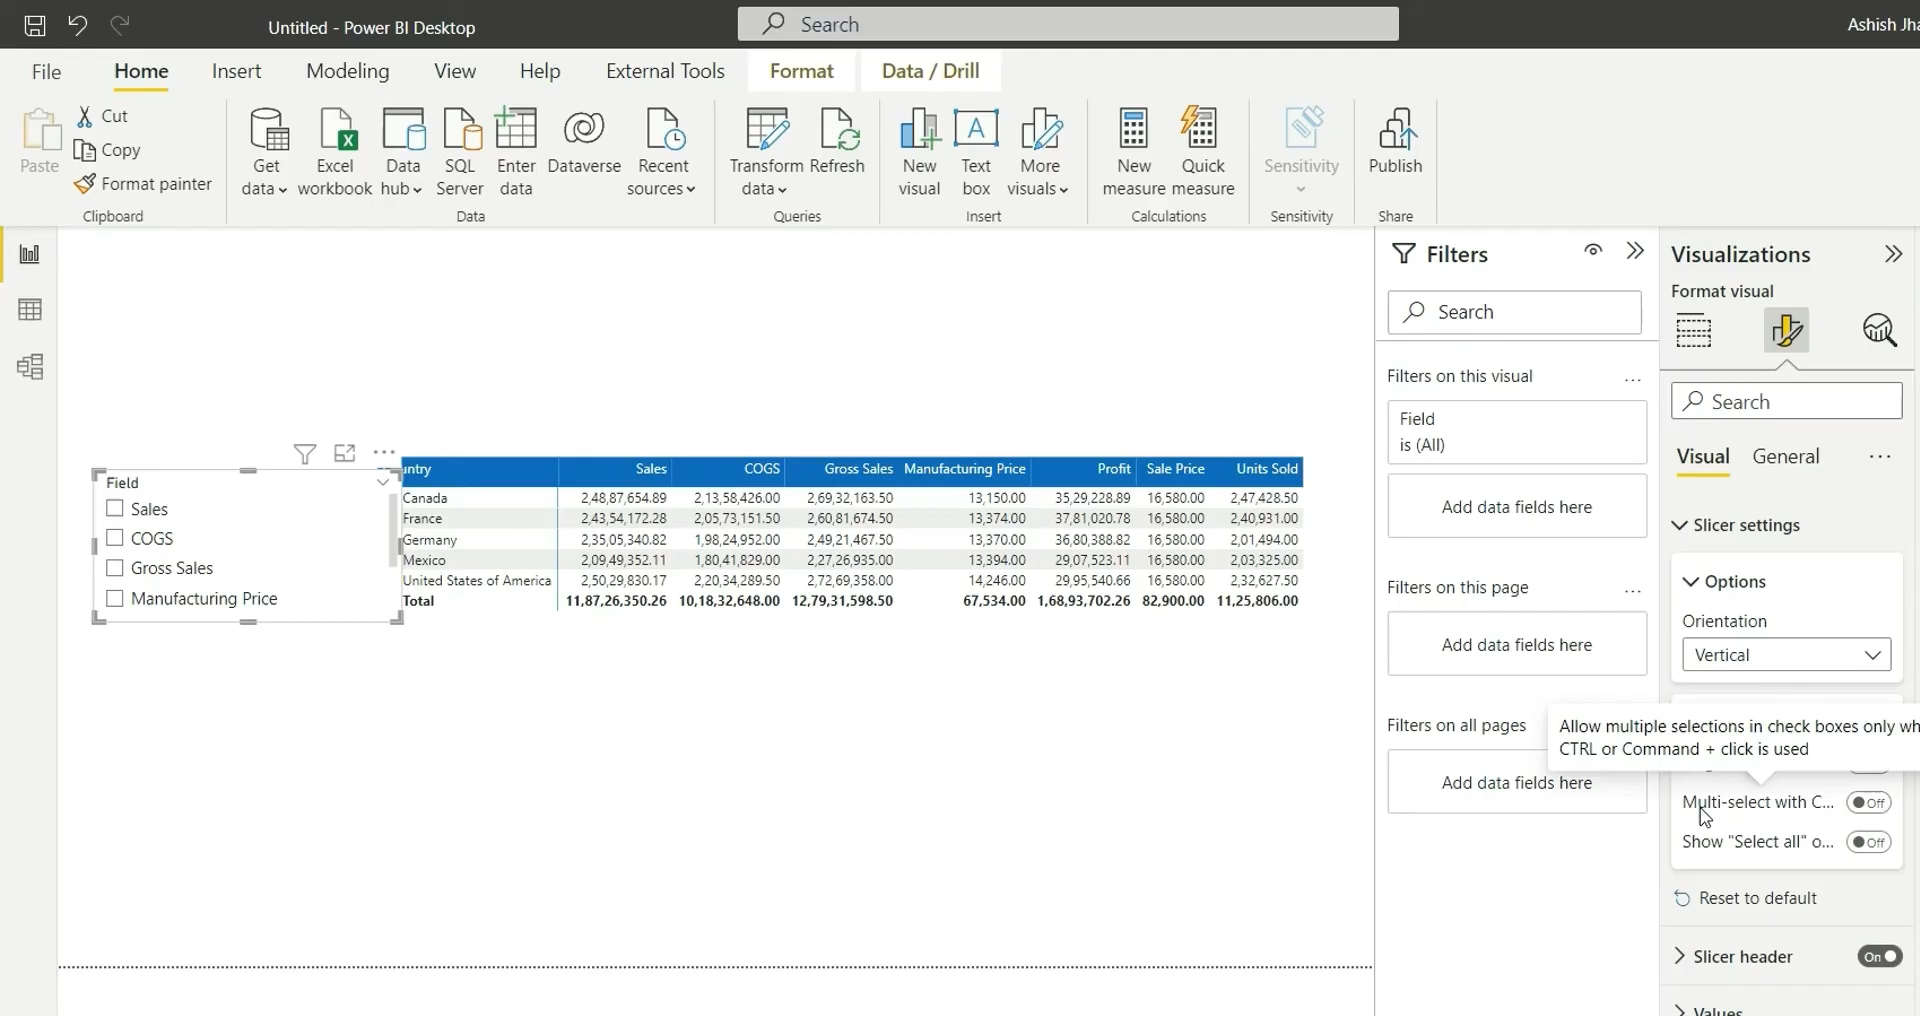 Untitled - Power BI Desktop
Search
Ashish Jha
File
Home
Insert
Modeling
View
Help
External Tools
Format
Data / Drill
Paste
Cut
Copy
Format painter
Clipboard
Get
data
Excel
workbook
Data
hub
SQL
Server
Enter
data
Dataverse
Recent
sources
Data
Transform
data
Refresh
Queries
New
visual
Text
box
More
visuals
Insert
New
measure
Quick
measure
Calculations
Sensitivity
Sensitivity
Publish
Share
Field
Sales
COGS
Gross Sales
Manufacturing Price
untry Sales COGS Gross Sales Manufacturing Price Profit Sale Price Units Sold
Canada 2,48,87,654.89 2,13,58,426.00 2,69,32,163.50 13,150.00 35,29,228.89 16,580.00 2,47,428.50
France 2,43,54,172.28 2,05,73,151.50 2,60,81,674.50 13,374.00 37,81,020.78 16,580.00 2,40,931.00
Germany 2,35,05,340.82 1,98,24,952.00 2,49,21,467.50 13,370.00 36,80,388.82 16,580.00 2,01,494.00
Mexico 2,09,49,352.11 1,80,41,829.00 2,27,26,935.00 13,394.00 29,07,523.11 16,580.00 2,03,325.00
United States of America 2,50,29,830.17 2,20,34,289.50 2,72,69,358.00 14,246.00 29,95,540.66 16,580.00 2,32,627.50
Total 11,87,26,350.26 10,18,32,648.00 12,79,31,598.50 67,534.00 1,68,93,702.26 82,900.00 11,25,806.00
Filters
Search
Filters on this visual
...
Field
is (All)
Add data fields here
Filters on this page
...
Add data fields here
Filters on all pages
Add data fields here
Visualizations
Format visual
Search
Visual
General
...
Slicer settings
Options
Orientation
Vertical
Allow multiple selections in check boxes only wh
CTRL or Command + click is used
Multi-select with C... Off
Show "Select all" o... Off
Reset to default
Slicer header On
Values